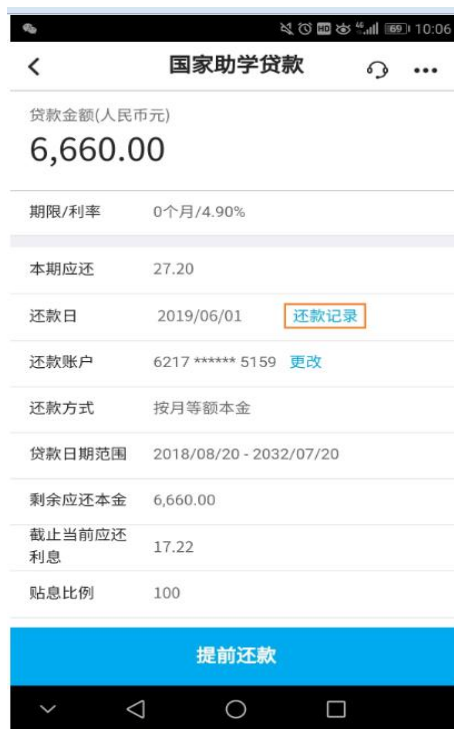 46 HD 69 10:06
国家助学贷款
贷款金额(人民币元)
6,660.00
期限/利率 0个月/4.90%
本期应还 27.20
还款日 2019/06/01 还款记录
还款账户 6217 ****** 5159 更改
还款方式 按月等额本金
贷款日期范围 2018/08/20 - 2032/07/20
剩余应还本金 6,660.00
截止当前应还
利息 17.22
贴息比例 100
提前还款